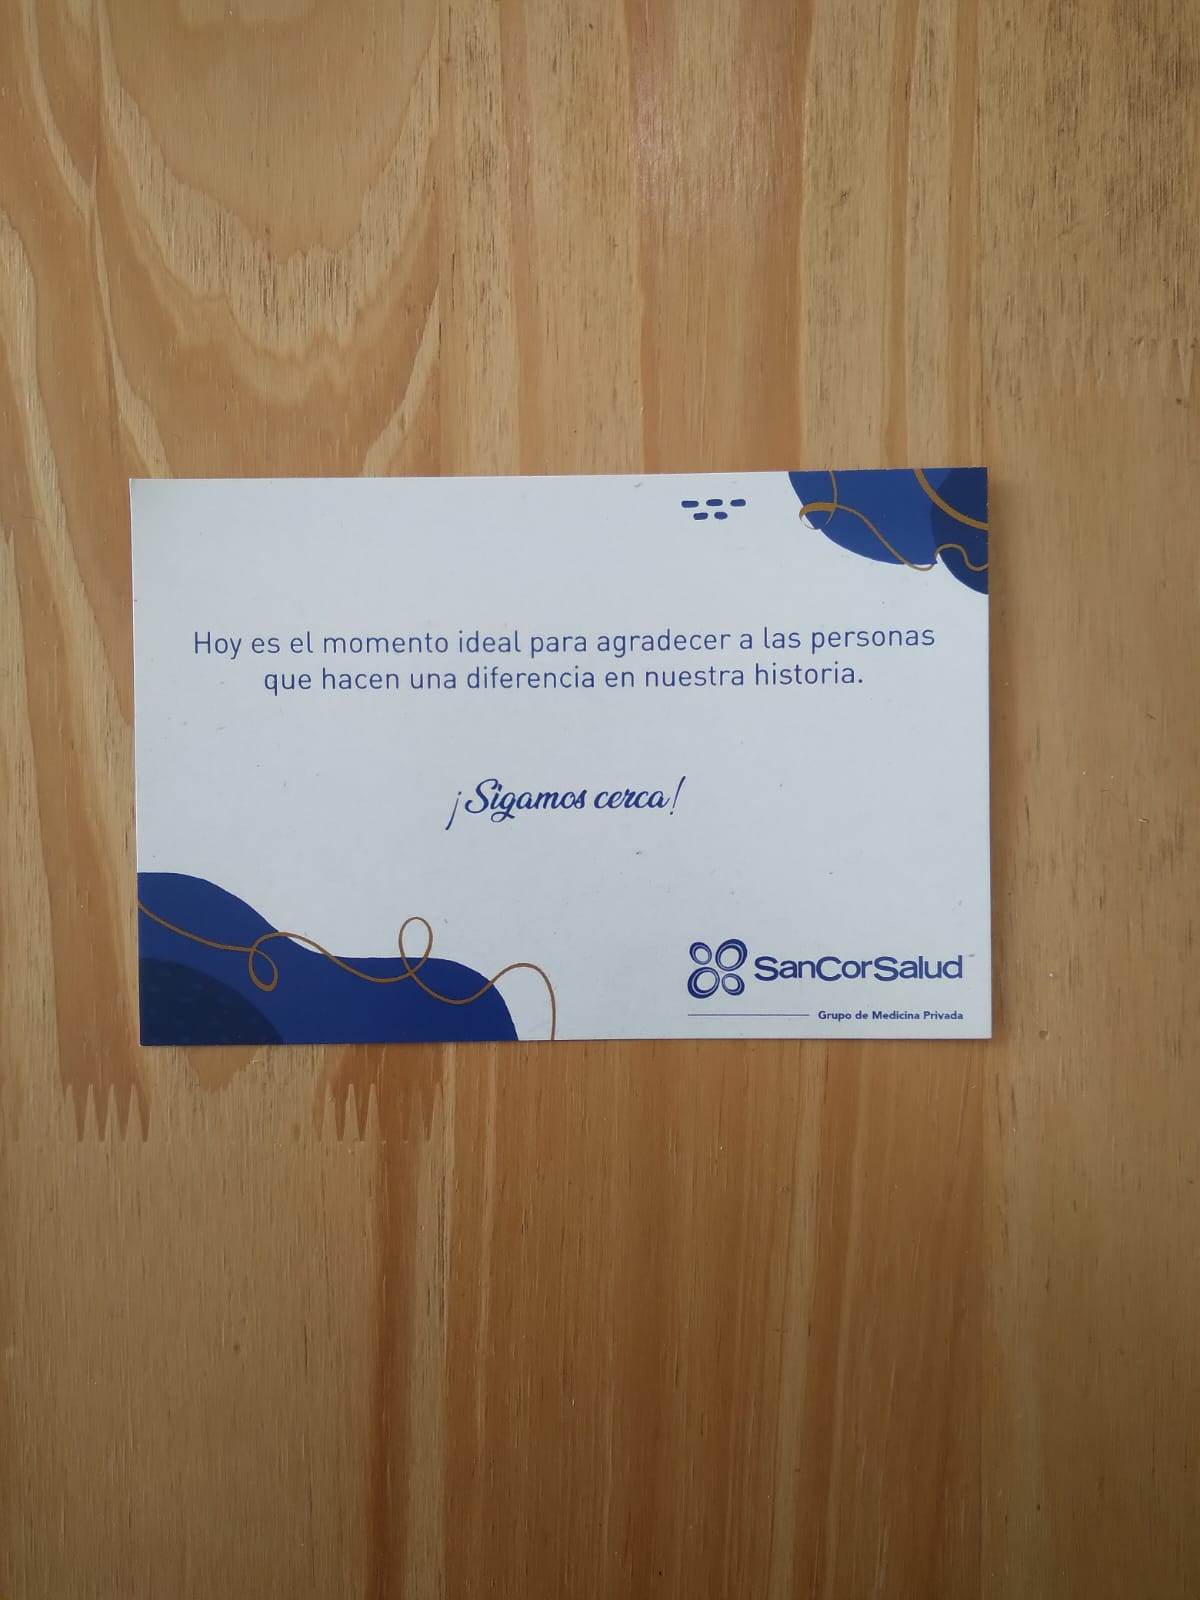 Hoy es el momento ideal para agradecer a las personas
que hacen una diferencia en nuestra historia.
¡Sigamos cerca!
SanCorSalud
Grupo de Medicina Privada